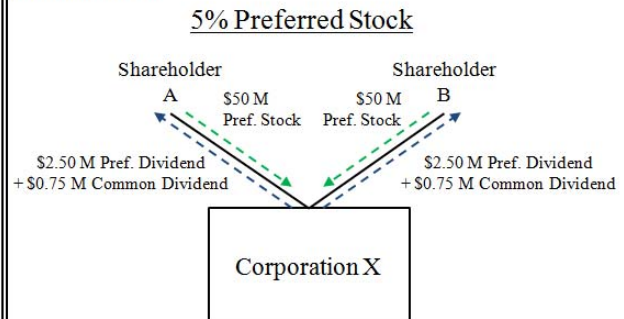 5% Preferred Stock
Shareholder
A
Shareholder
B
$50 M
Pref. Stock
$50 M
Pref. Stock
$2.50 M Pref. Dividend
+ $0.75 M Common Dividend
$2.50 M Pref. Dividend
+ $0.75 M Common Dividend
Corporation X